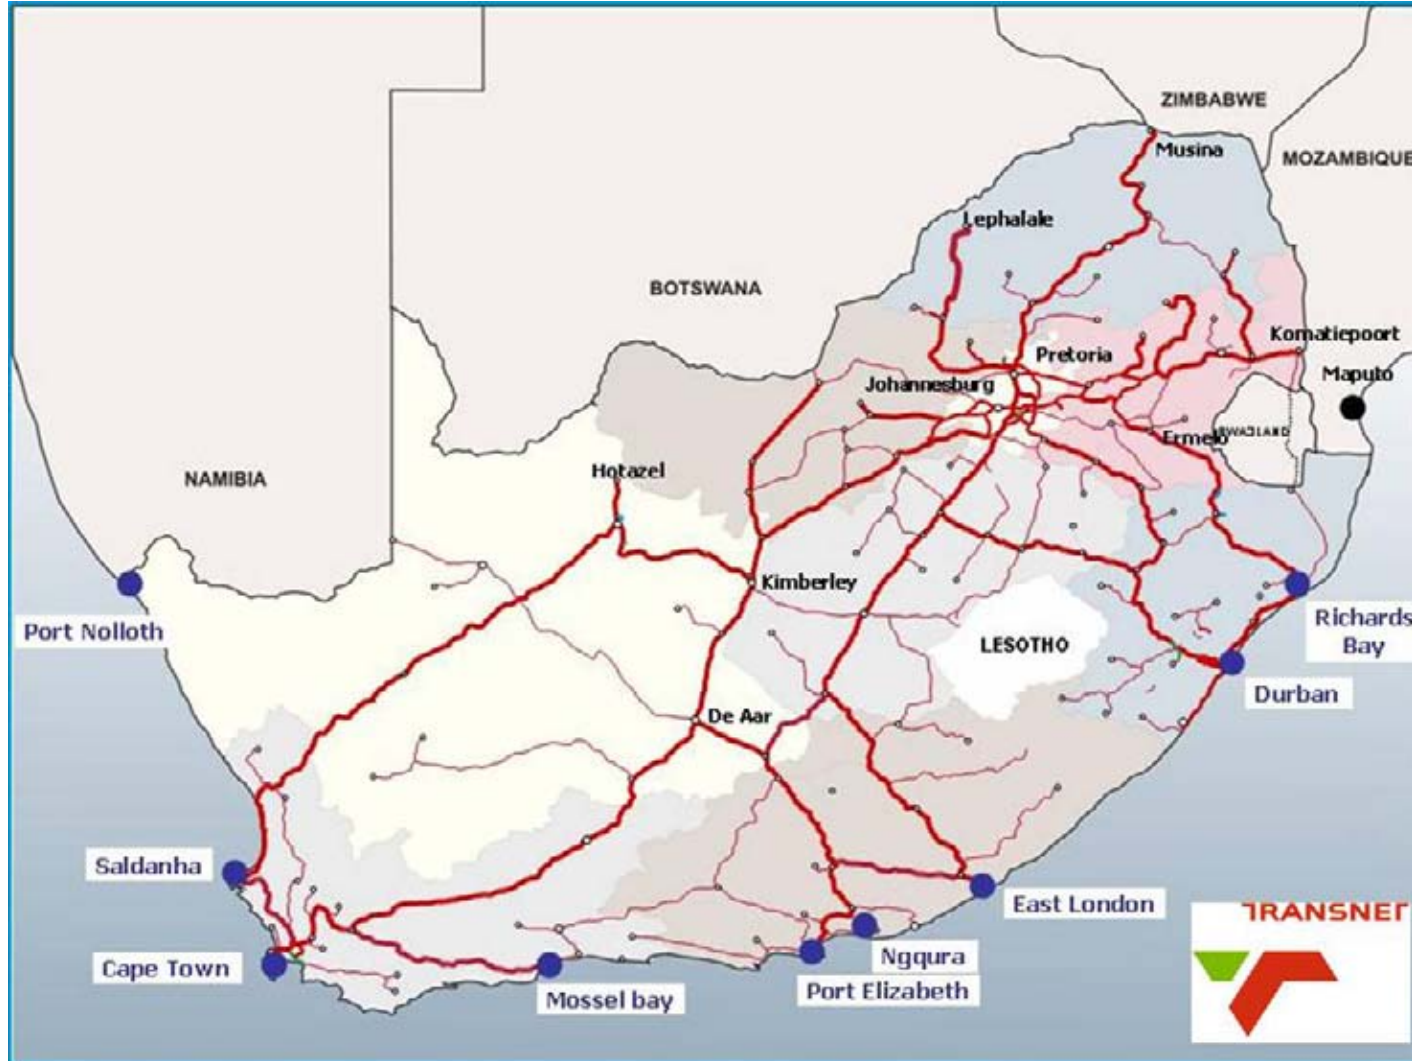 ZIMBABWE
Musina
MOZAMBIQUE
Lephalale
BOTSWANA
Komatiepoort
Pretoria
Maputo
Johannesburg
Ermelo
Hotazel
NAMIBIA
Kimberley
Port Nolloth
Richards
Bay
LESOTHO
Durban
De Aar
Saldanha
East London
TRANSNET
Ngqura
Cape Town
Port Elizabeth
Mossel bay